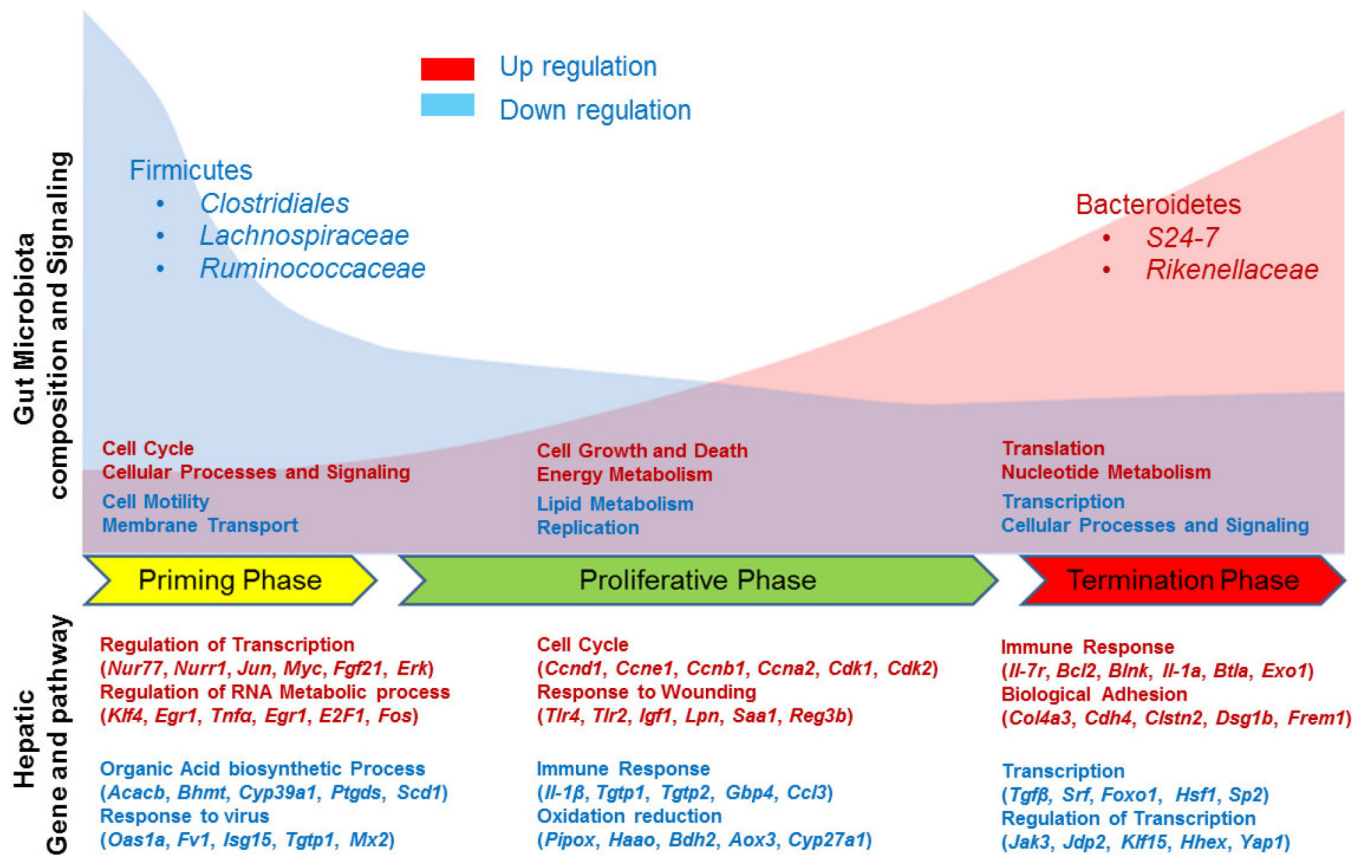 Gut Microbiota
composition and Signaling
Up regulation
Down regulation
Firmicutes
• Clostridiales
• Lachnospiraceae
• Ruminococcaceae
Bacteroidetes
• S24-7
• Rikenellaceae
Cell Cycle
Cellular Processes and Signaling
Cell Motility
Membrane Transport
Cell Growth and Death
Energy Metabolism
Lipid Metabolism
Replication
Translation
Nucleotide Metabolism
Transcription
Cellular Processes and Signaling
Priming Phase
Proliferative Phase
Termination Phase
Hepatic
Gene and pathway
Regulation of Transcription
(Nur77, Nurr1, Jun, Myc, Fgf21, Erk)
Regulation of RNA Metabolic process
(Klf4, Egr1, Tnfα, Egr1, E2F1, Fos)
Organic Acid biosynthetic Process
(Acacb, Bhmt, Cyp39a1, Ptgds, Scd1)
Response to virus
(Oas1a, Fv1, Isg15, Tgtp1, Mx2)
Cell Cycle
(Ccnd1, Ccne1, Ccnb1, Ccna2, Cdk1, Cdk2)
Response to Wounding
(Tlr4, Tlr2, Igf1, Lpn, Saa1, Reg3b)
Immune Response
(Il-1β, Tgtp1, Tgtp2, Gbp4, Ccl3)
Oxidation reduction
(Pipox, Haao, Bdh2, Aox3, Cyp27a1)
Immune Response
(Il-7r, Bcl2, Blnk, Il-1a, Btla, Exo1)
Biological Adhesion
(Col4a3, Cdh4, Clstn2, Dsg1b, Frem1)
Transcription
(Tgfβ, Srf, Foxo1, Hsf1, Sp2)
Regulation of Transcription
(Jak3, Jdp2, Klf15, Hhex, Yap1)